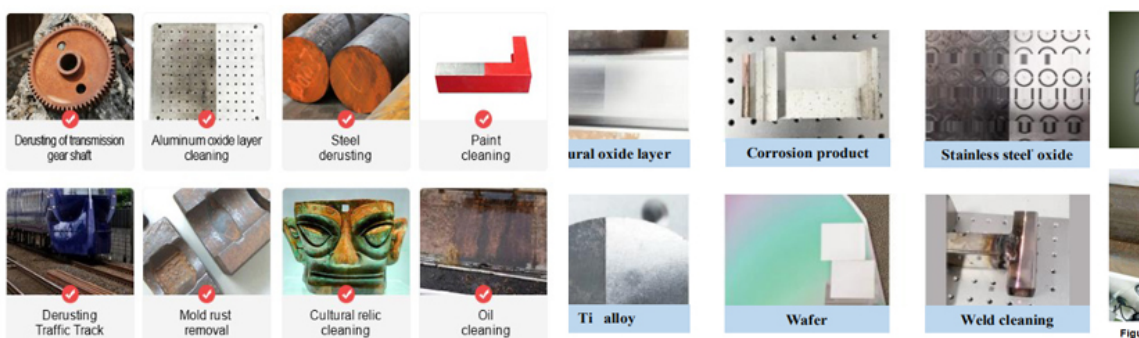 Derusting of transmission
gear shaft
Aluminum oxide layer
cleaning
Steel
derusting
Paint
cleaning
ural oxide layer
Corrosion product
Stainless steel oxide
Derusting
Traffic Track
Mold rust
removal
Cultural relic
cleaning
Oil
cleaning
Ti alloy
Wafer
Weld cleaning
Figu